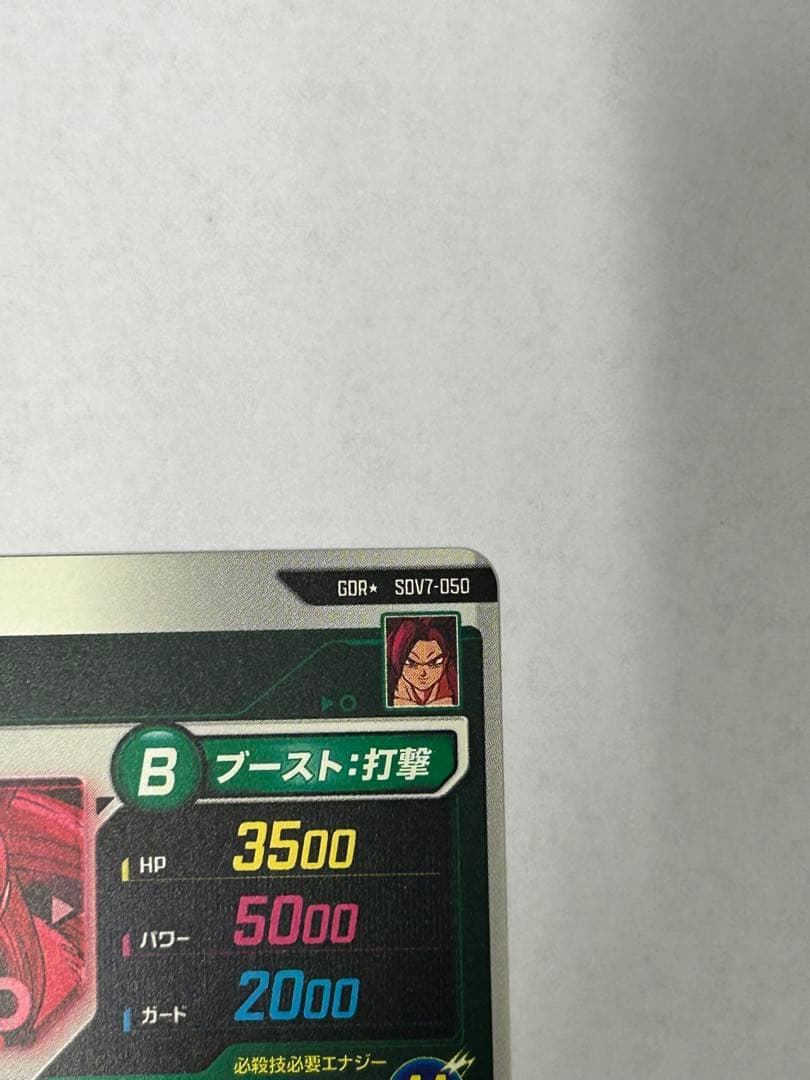 GDR★ SDV7-050
B ブースト:打撃
HP 3500
パワー 5000
ガード 2000
必殺技必要エナジー